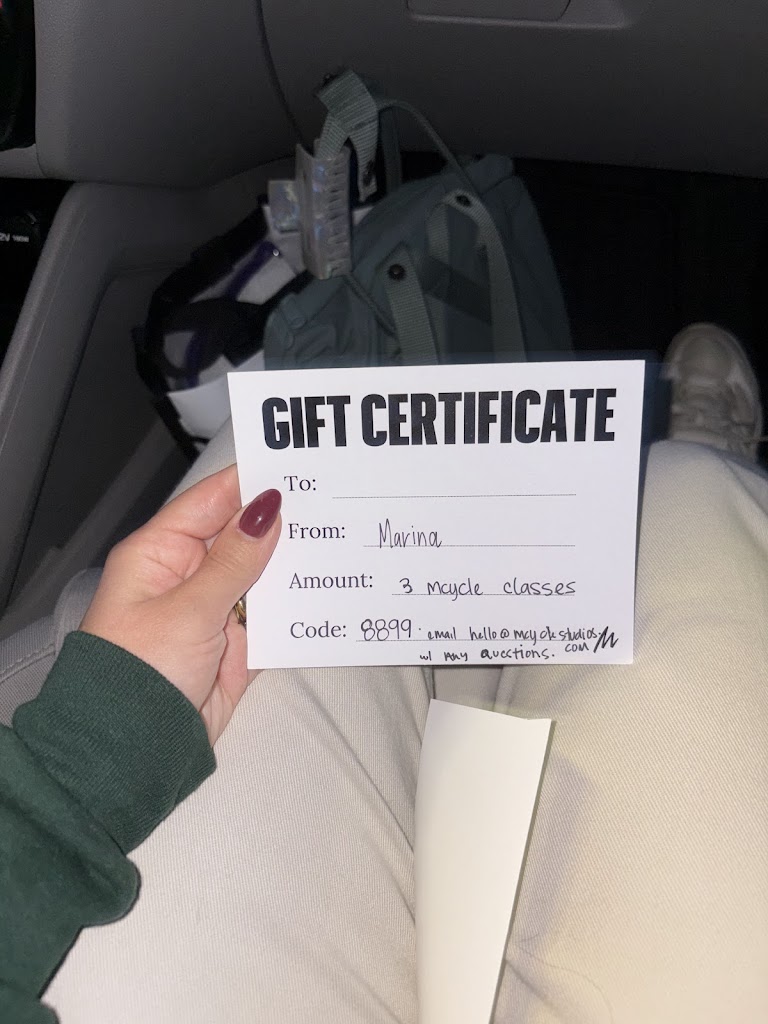 GIFT CERTIFICATE
To:
From: Marina
Amount: 3 mcycle classes
Code: 8899. email hello@mcyclestudios.
com
w/ any questions.